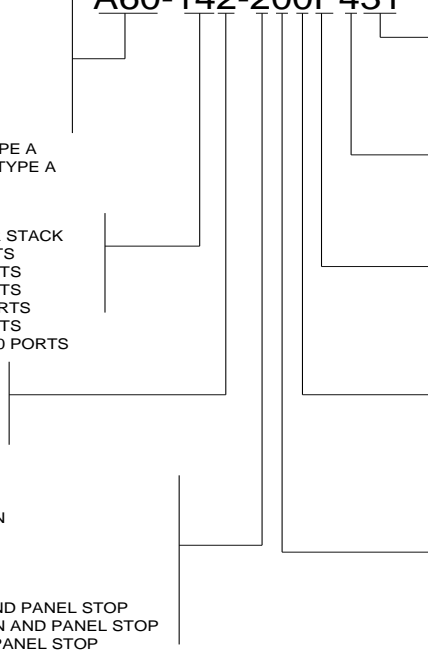 A60-142-200P431
PE A
TYPE A
STACK
TS
TS
TS
RTS
TS
0 PORTS
N
ND PANEL STOP
N AND PANEL STOP
PANEL STOP